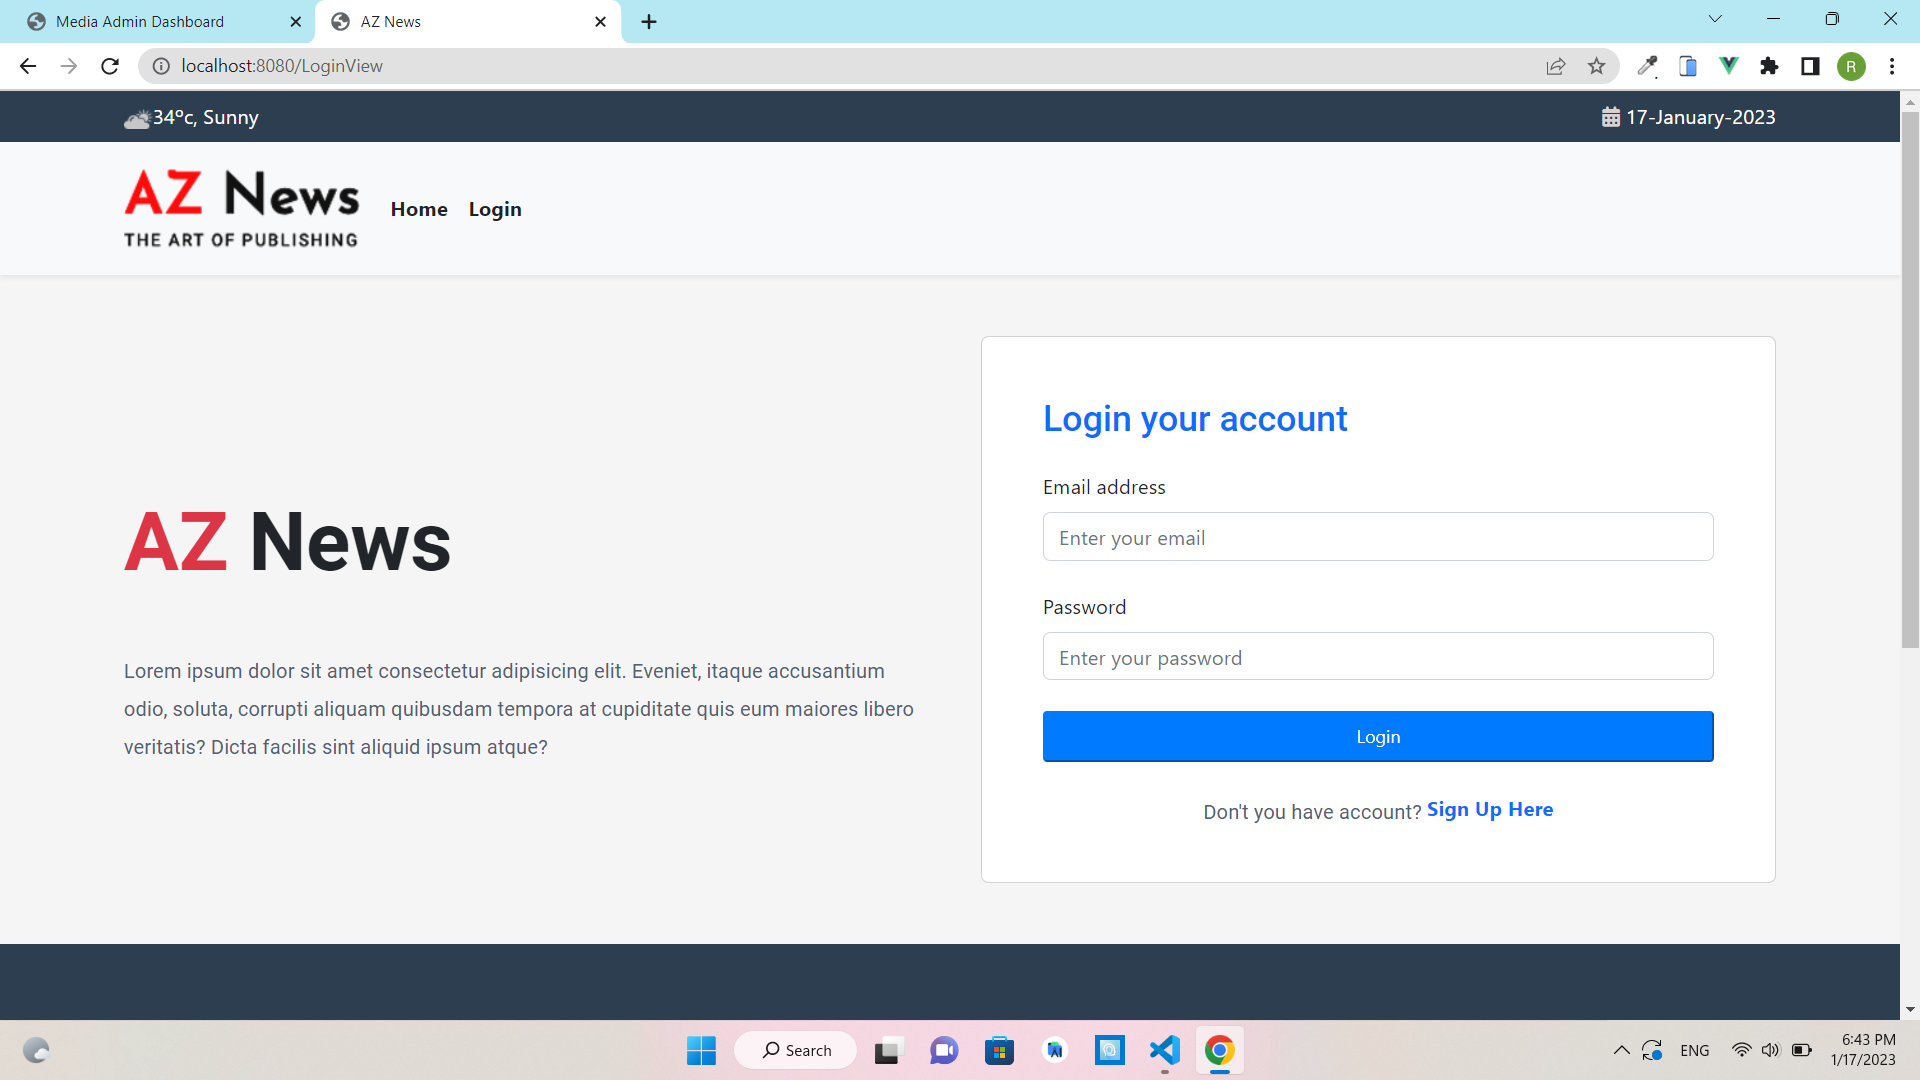 Media Admin Dashboard
AZ News
localhost:8080/LoginView
R
34°c, Sunny
17-January-2023
AZ News
THE ART OF PUBLISHING
Home
Login
Login your account
Email address
Enter your email
Password
Enter your password
Login
Don't you have account? Sign Up Here
AZ News
Lorem ipsum dolor sit amet consectetur adipisicing elit. Eveniet, itaque accusantium
odio, soluta, corrupti aliquam quibusdam tempora at cupiditate quis eum maiores libero
veritatis? Dicta facilis sint aliquid ipsum atque?
Search
ENG
6:43 PM
1/17/2023